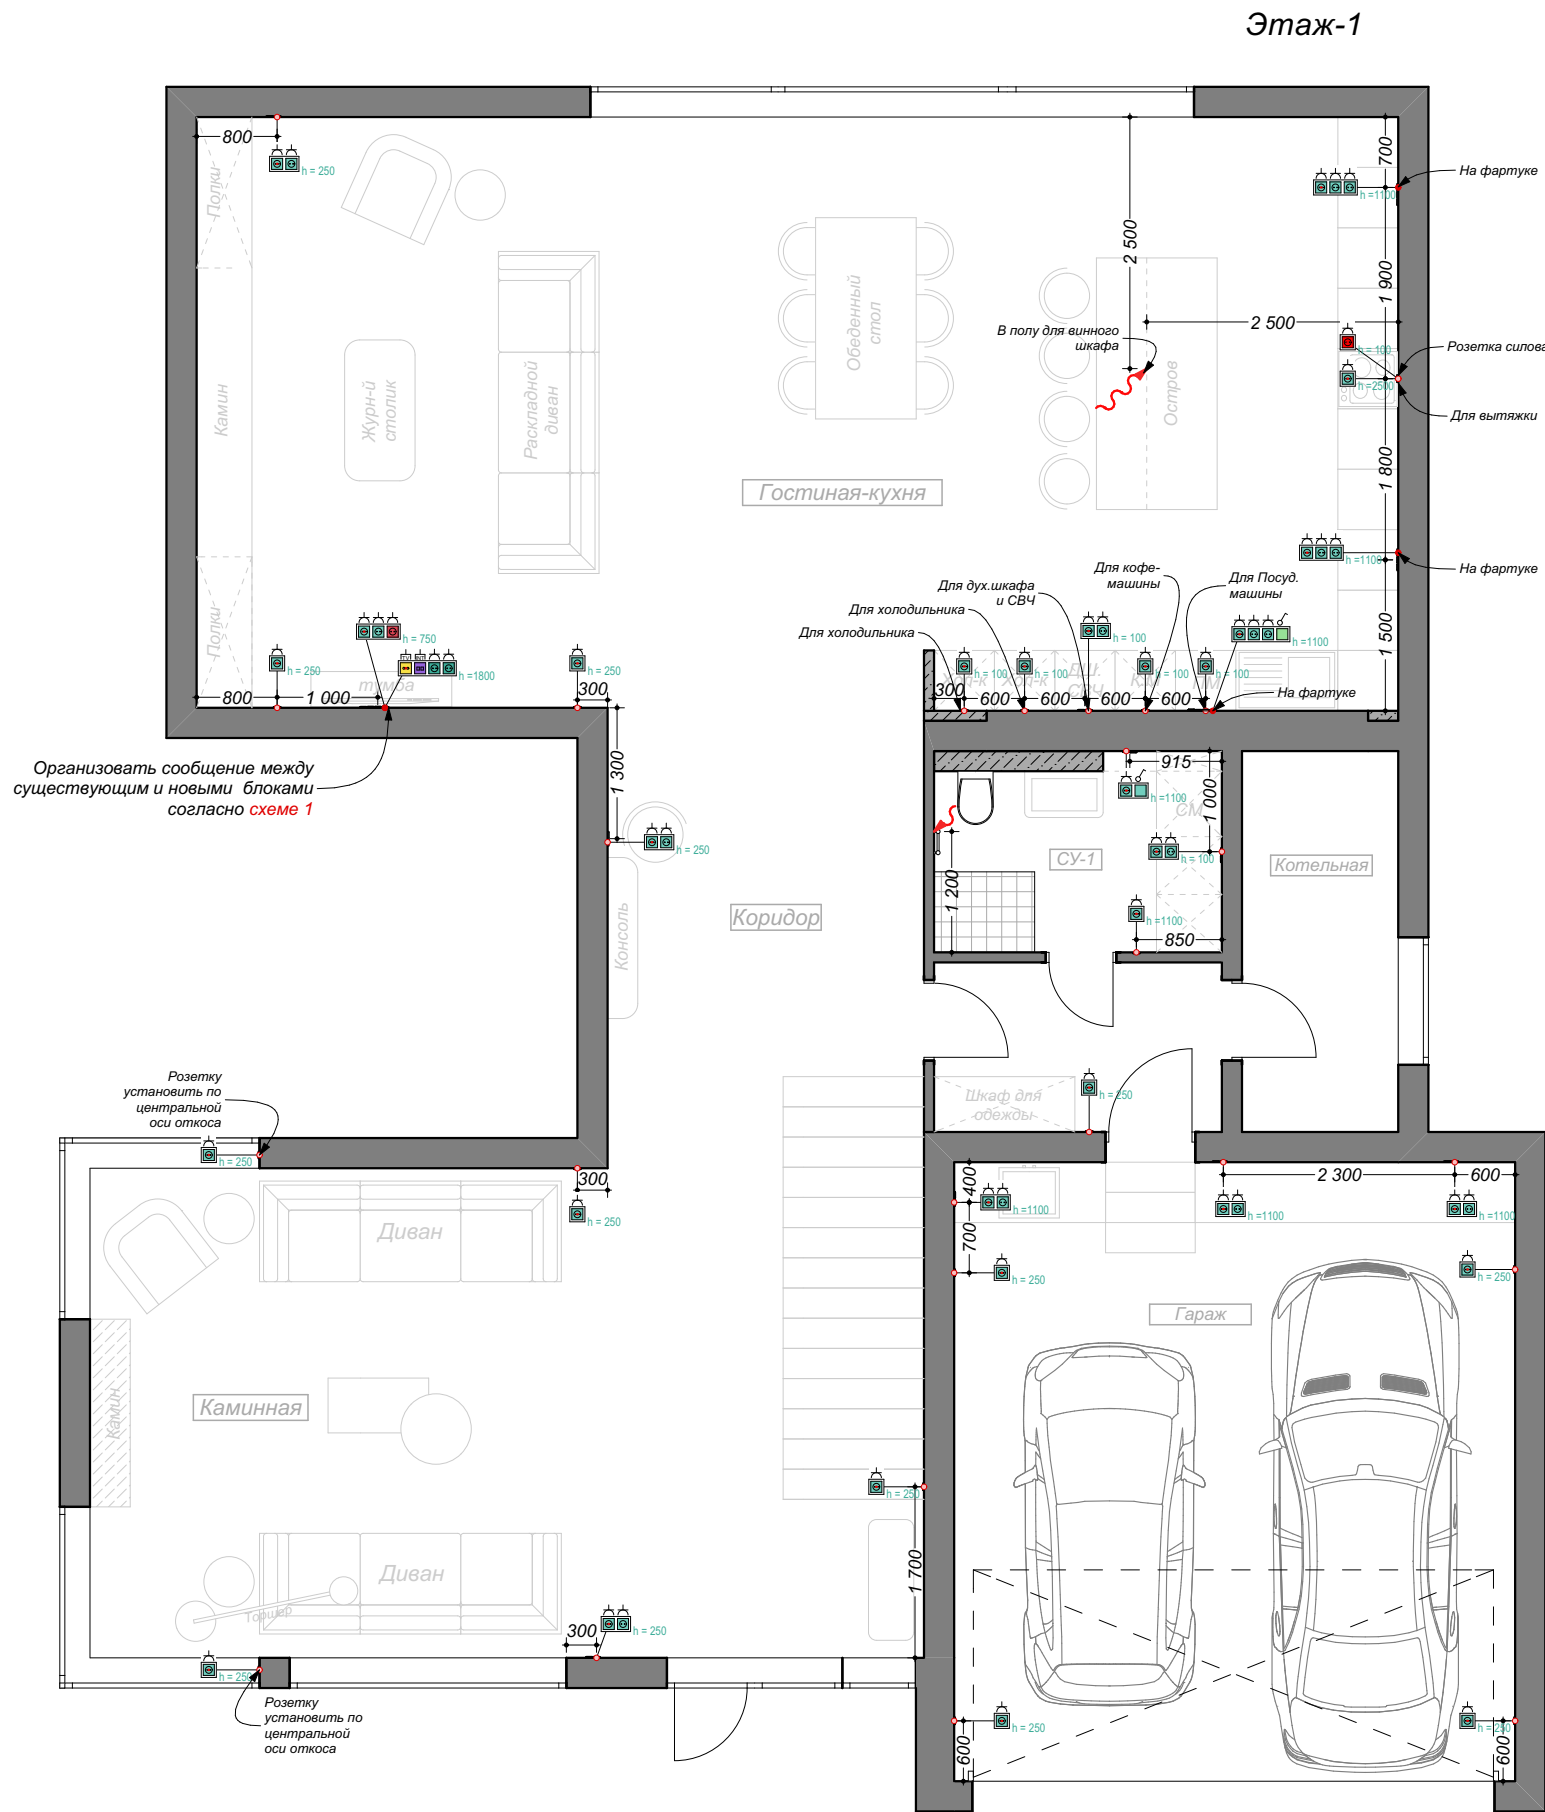 Этаж-1
800
h = 250
Полки
2 500
700
h =1100
На фартуке
1 900
Обеденный
стол
В полу для винного
шкафа
2 500
h = 100
Розетка силова
h =2500
Для вытяжки
Остров
Камин
Журн-й
столик
Раскладной
диван
1 800
Гостиная-кухня
h =1100
На фартуке
Для кофе-
машины
Для Посуд.
машины
Для дух.шкафа
и СВЧ
Для холодильника
Для холодильника
Полки
h = 750
TV
INT
h =1800
h = 250
h = 250
тумба
h = 100
h =1100
1 500
h = 100
h = 100
h = 100
h = 100
Хол-к
Хол-к
СВЧ
800
1 000
300
300
600
600
600
600
На фартуке
Организовать сообщение между
существующим и новыми блоками
согласно схеме 1
1 300
h = 250
915
h =1100
1 000
СМ
СУ-1
h = 100
Котельная
1 200
h =1100
850
Консоль
Коридор
Розетку
установить по
центральной
оси откоса
h = 250
Шкаф для
одежды
h = 250
300
h = 250
400
h =1100
700
h = 250
2 300
600
h =1100
h =1100
h = 250
Диван
Гараж
Каминная
Камин
h = 250
1 700
Диван
Торшер
300
h = 250
h = 250
Розетку
установить по
центральной
оси откоса
h = 250
600
h = 250
600